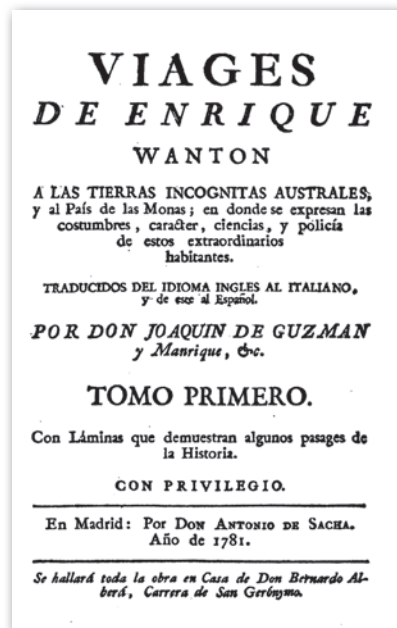 VIAGES
DE ENRIQUE
WANTON
A LAS TIERRAS INCOGNITAS AUSTRALES,
y al País de las Monas; en donde se expresan las
costumbres, caracter, ciencias, y policía
de estos extraordinarios
habitantes.
TRADUCIDOS DEL IDIOMA INGLES AL ITALIANO,
y de este al Español.
POR DON JOAQUIN DE GUZMAN
y Manrique, &c.
TOMO PRIMERO.
Con Láminas que demuestran algunos pasages de
la Historia.
CON PRIVILEGIO.
En Madrid: Por DON ANTONIO DE SACHA.
Año de 1781.
Se hallará toda la obra en Casa de Don Bernardo Al-
berá, Carrera de San Gerónymo.